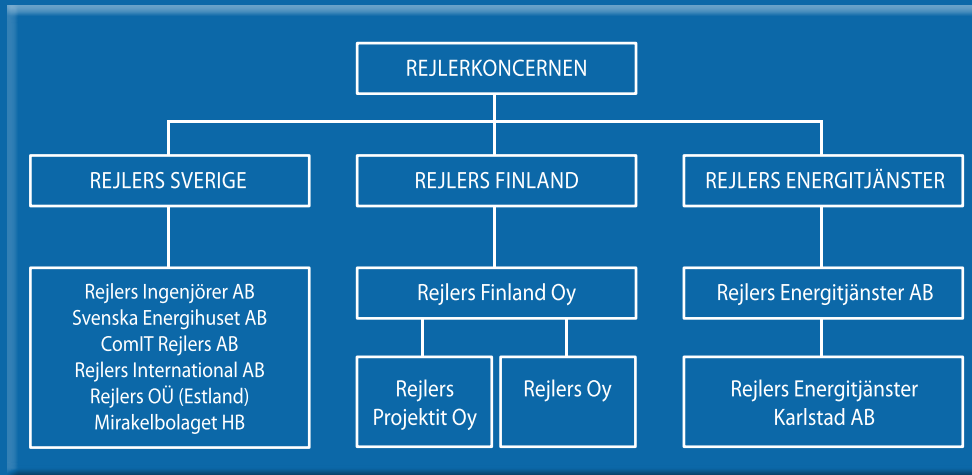 REJLERKONCERNEN
REJLERS SVERIGE
REJLERS FINLAND
REJLERS ENERGITJÄNSTER
Rejlers Ingenjörer AB
Svenska Energihuset AB
ComIT Rejlers AB
Rejlers International AB
Rejlers OÜ (Estland)
Mirakelbolaget HB
Rejlers Finland Oy
Rejlers
Projektit Oy
Rejlers Oy
Rejlers Energitjänster AB
Rejlers Energitjänster
Karlstad AB